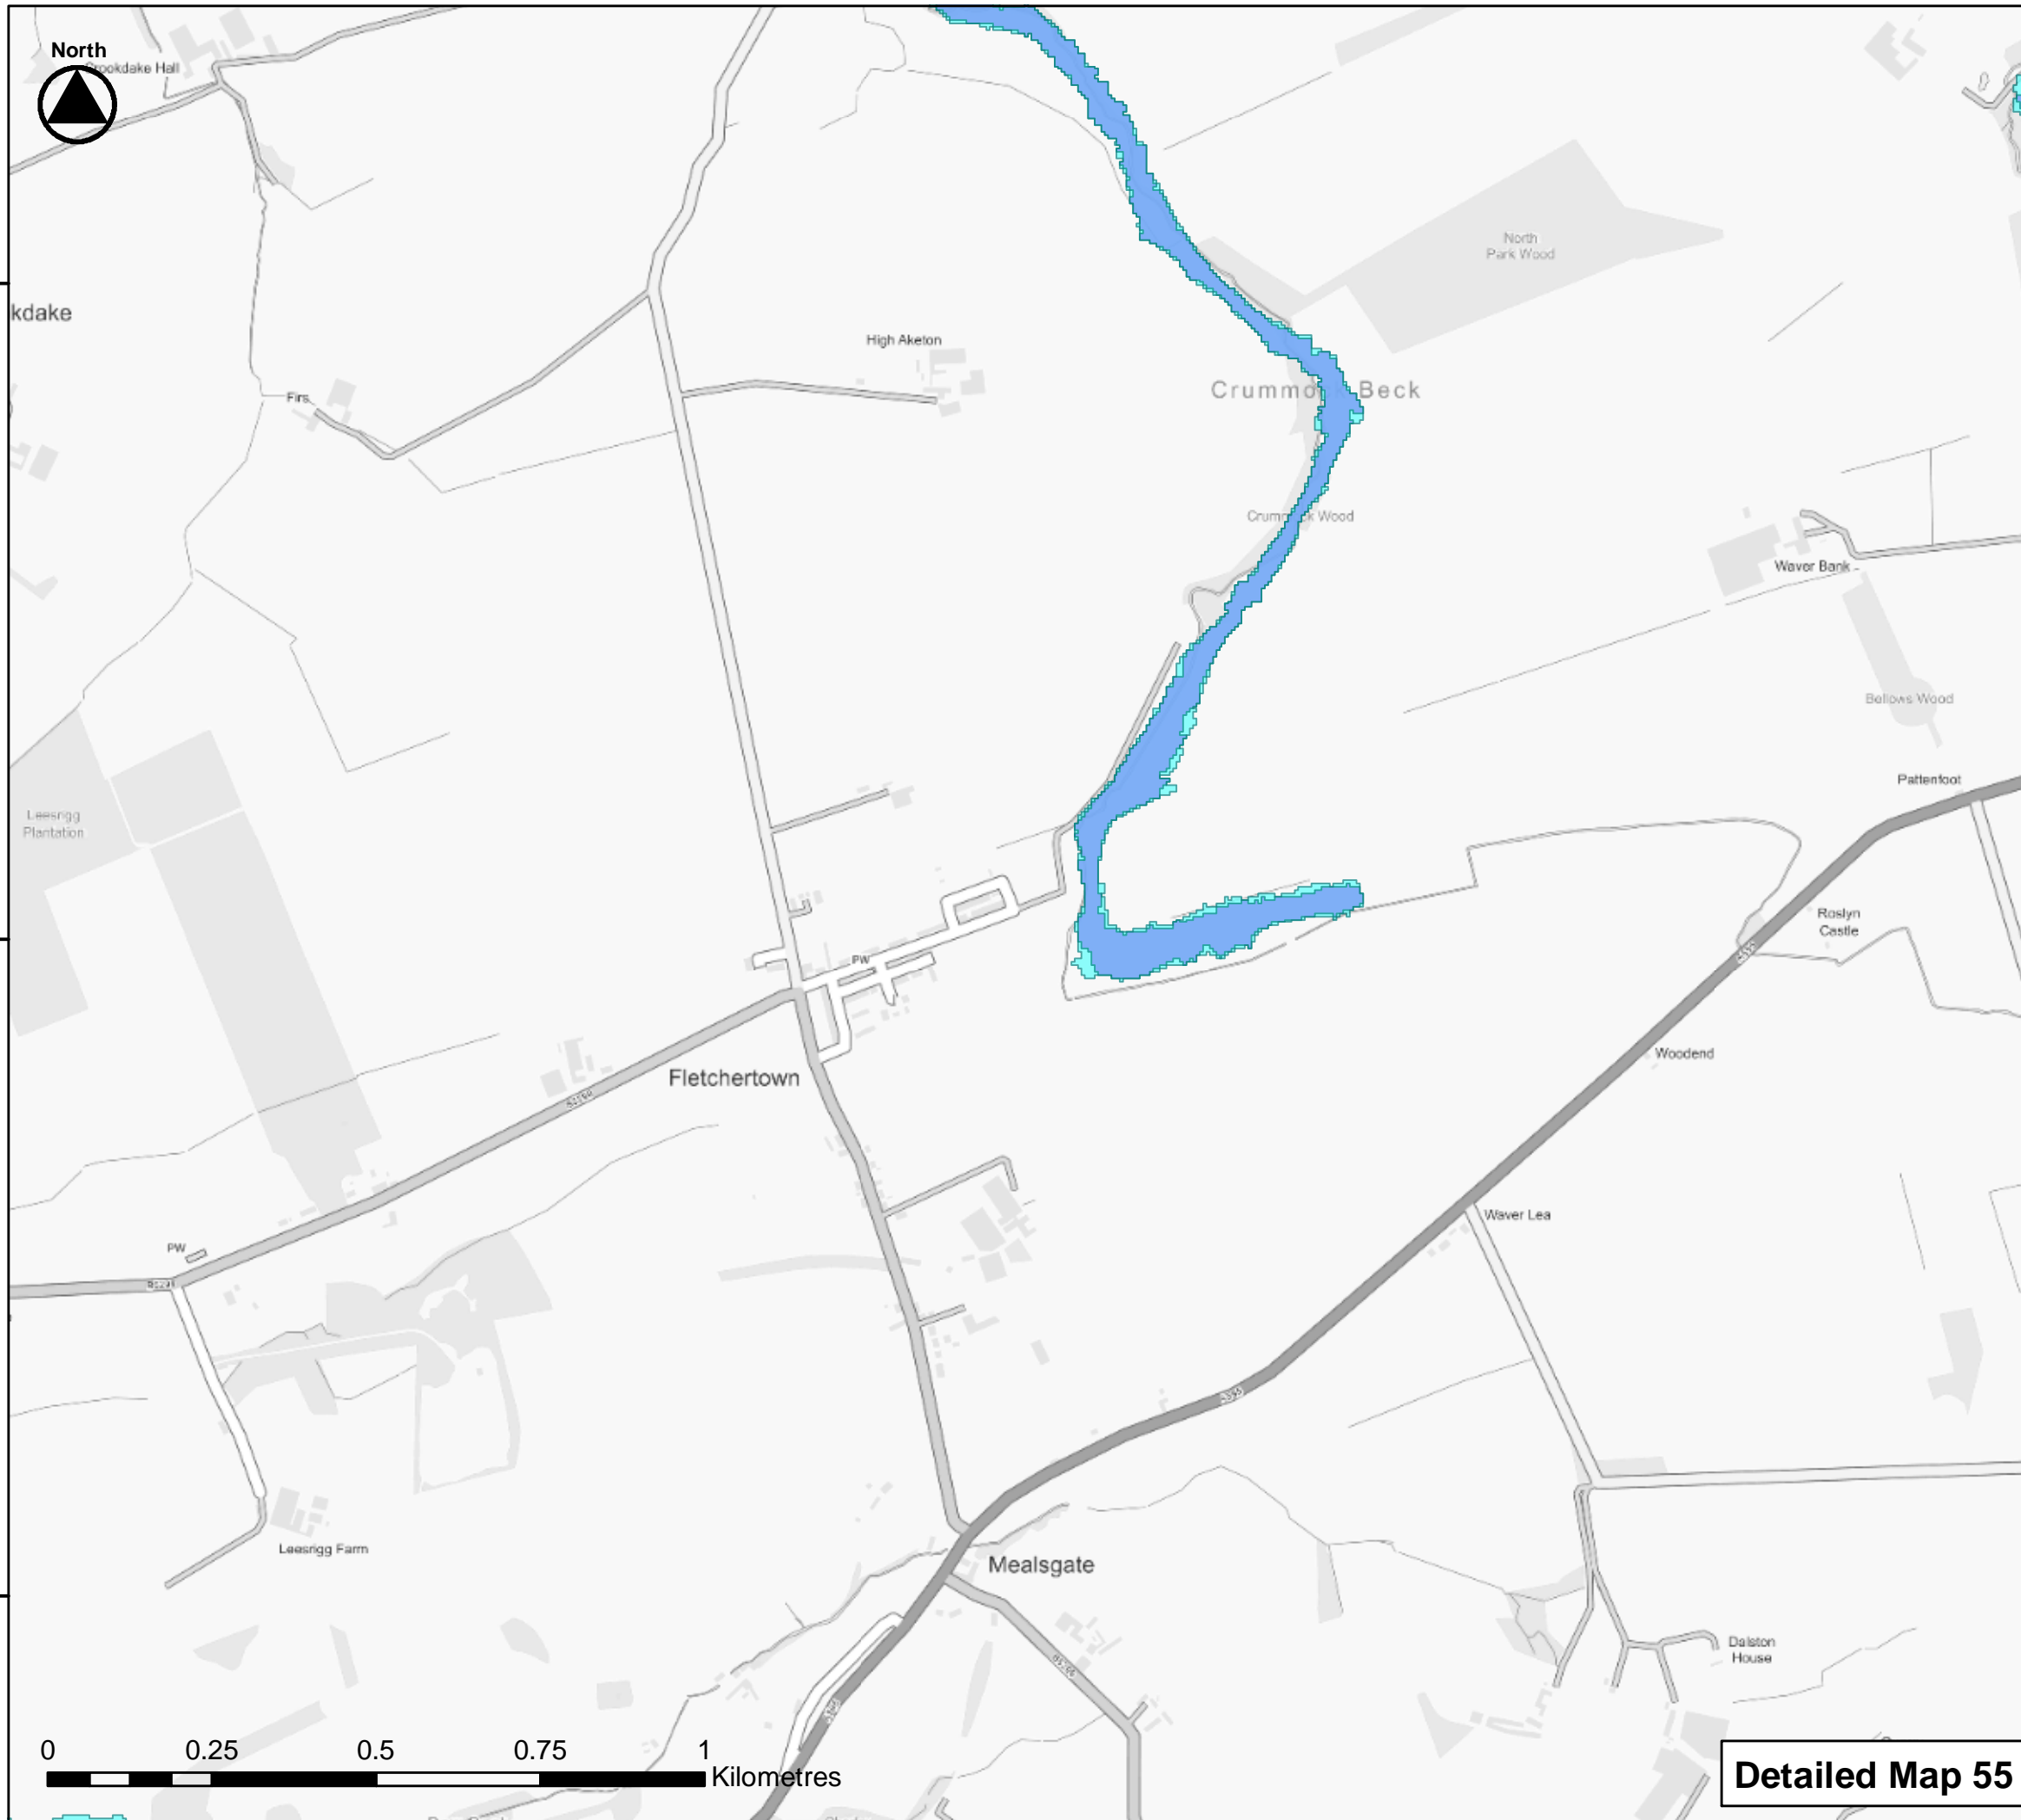 North
Crookdake Hall
North
Park Wood
kdake
High Aketon
Crummock Beck
Firs
Crummock Wood
Waver Bank
Bellows Wood
Pattenfoot
Leesrigg
Plantation
Roslyn
Castle
PW
Woodend
Fletchertown
Waver Lea
PW
Leesrigg Farm
Mealsgate
Dalston
House
0 0.25 0.5 0.75 1
Kilometres
Detailed Map 55